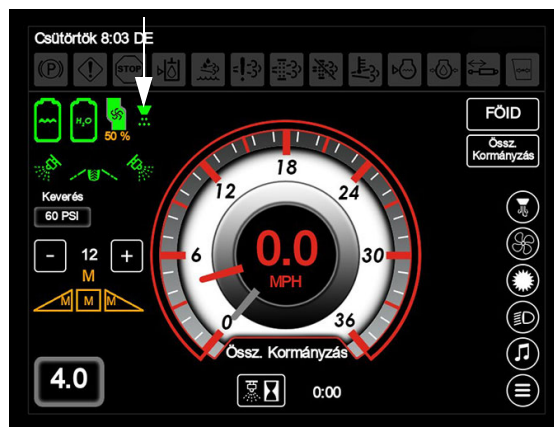 Csütörtök 8:03 DE
P
STOP
H₂O
50 %
FÖID
Össz.
Kormányzás
Keverés
60 PSI
- 12 +
M
M M M
0
6
12
18
24
30
36
0.0
MPH
Össz. Kormányzás
4.0
0:00